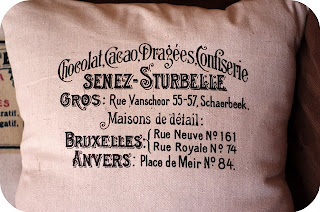 Chocolat, Cacao, Dragées, Confiserie
SENEZ-STURBELLE
GROS: Rue Vanschoor 55-57, Schaerbeek.
Maisons de détail:
BRUXELLES: { Rue Neuve Nº 161
Rue Royale Nº 74
ANVERS: Place de Meir Nº 84.